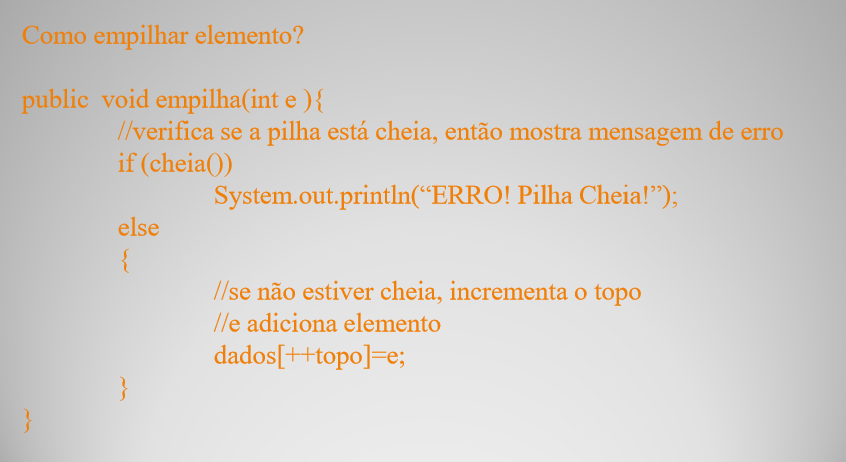 Como empilhar elemento?
public  void empilha(int e ){
//verifica se a pilha está cheia, então mostra mensagem de erro
if (cheia())
System.out.println(“ERRO! Pilha Cheia!”);
else
{
//se não estiver cheia, incrementa o topo
//e adiciona elemento
dados[++topo]=e;
}
}